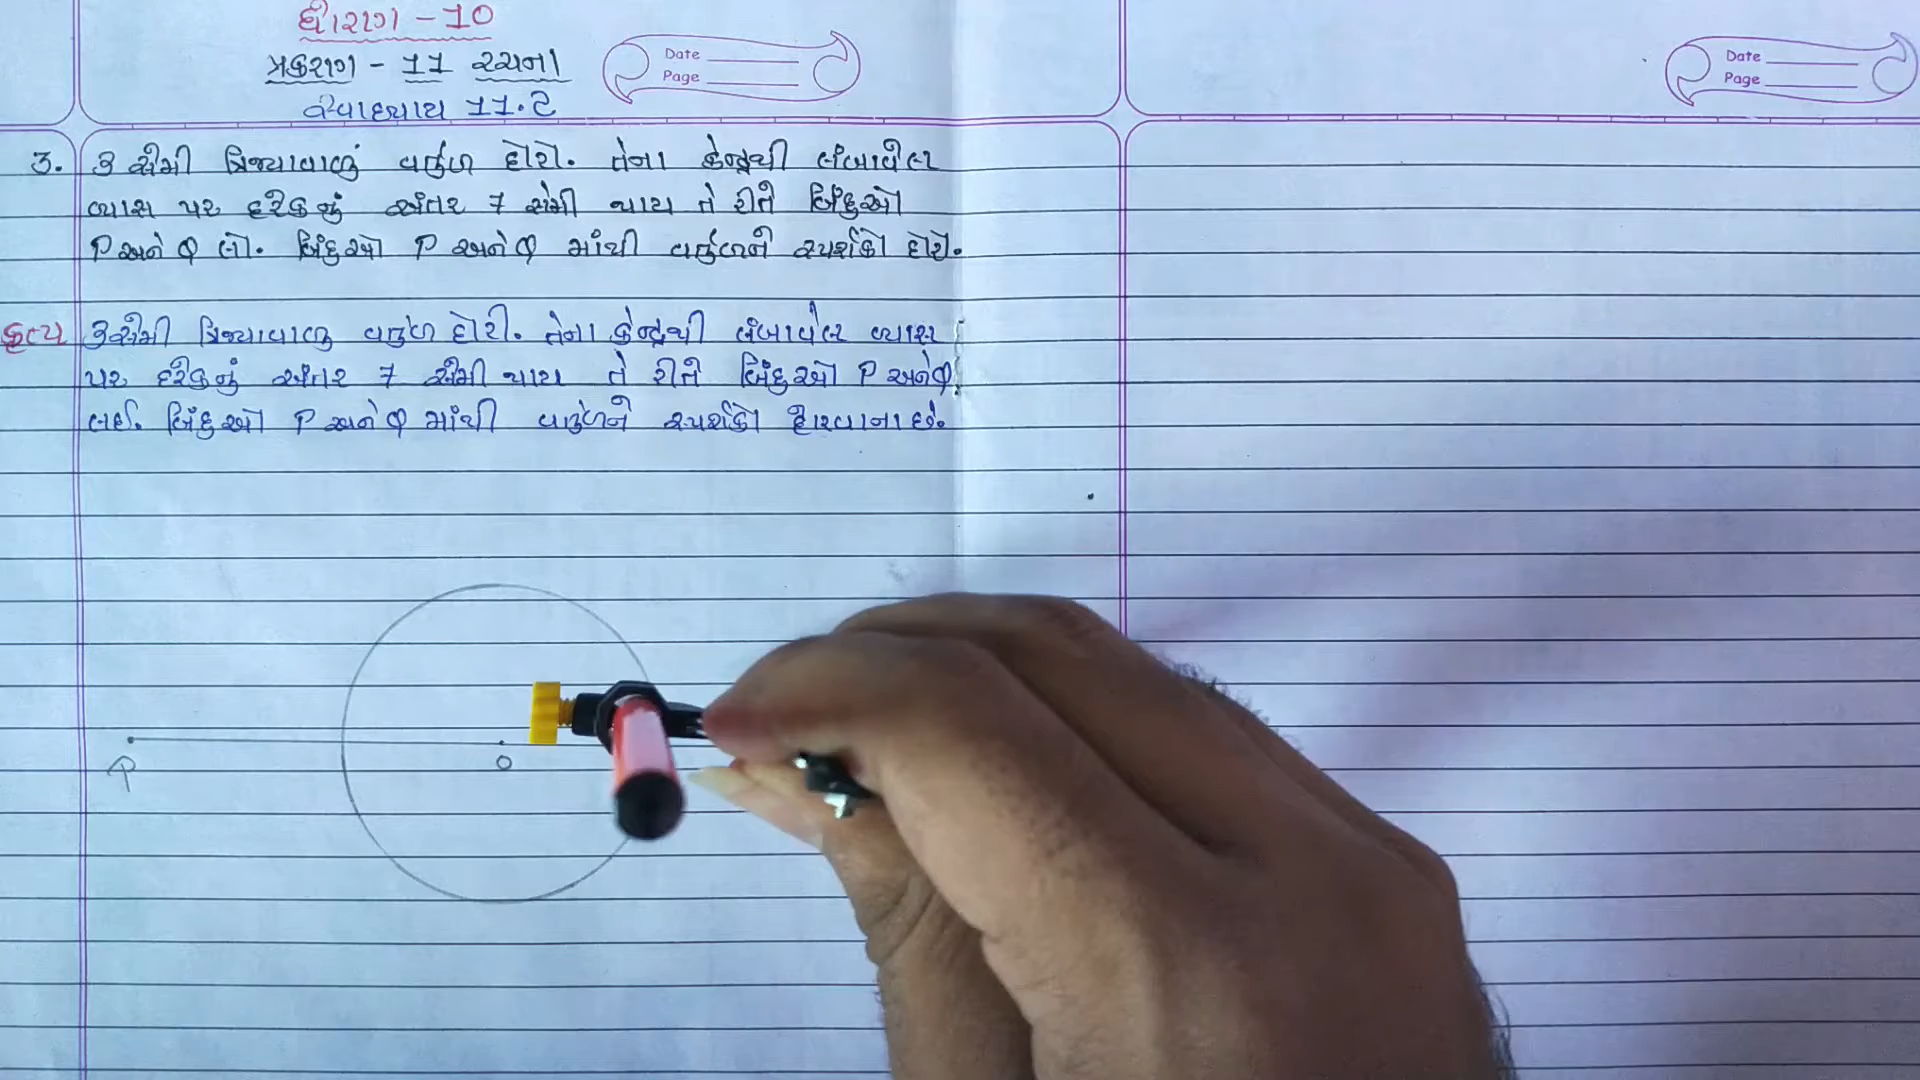 ધોરણ - 10
પ્રકરણ - 11 રચના
સ્વાધ્યાય 11.2
Date
Page
Date
Page
3. 3 સેમી ત્રિજ્યાવાળું વર્તુળ દોરો. તેના કેન્દ્રથી લંબાવેલ
વ્યાસ પર દરેકનું અંતર 7 સેમી થાય તે રીતે બિંદુઓ
P અને Q લો. બિંદુઓ P અને Q માંથી વર્તુળને સ્પર્શકો દોરો.
કૃત્ય 3સેમી ત્રિજ્યાવાળુ વર્તુળ દોરી. તેના કેન્દ્રથી લંબાવેલ વ્યાસ
પર દરેકનું અંતર 7 સેમી થાય તે રીતે બિંદુઓ P અને Q
લઈ. બિંદુઓ P અને Q માંથી વર્તુળને સ્પર્શકો દોરવાના છે.
P
O